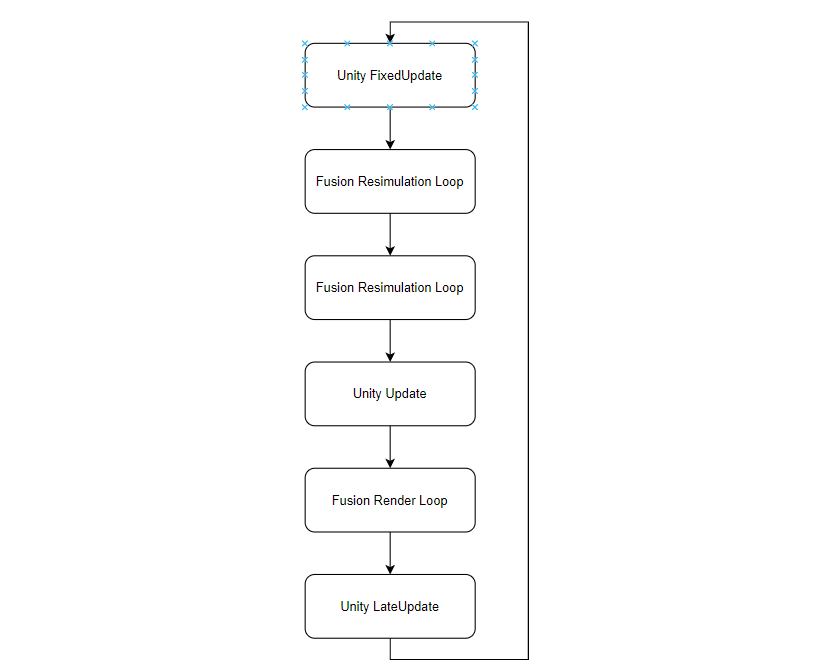 Unity FixedUpdate
Fusion Resimulation Loop
Fusion Resimulation Loop
Unity Update
Fusion Render Loop
Unity LateUpdate